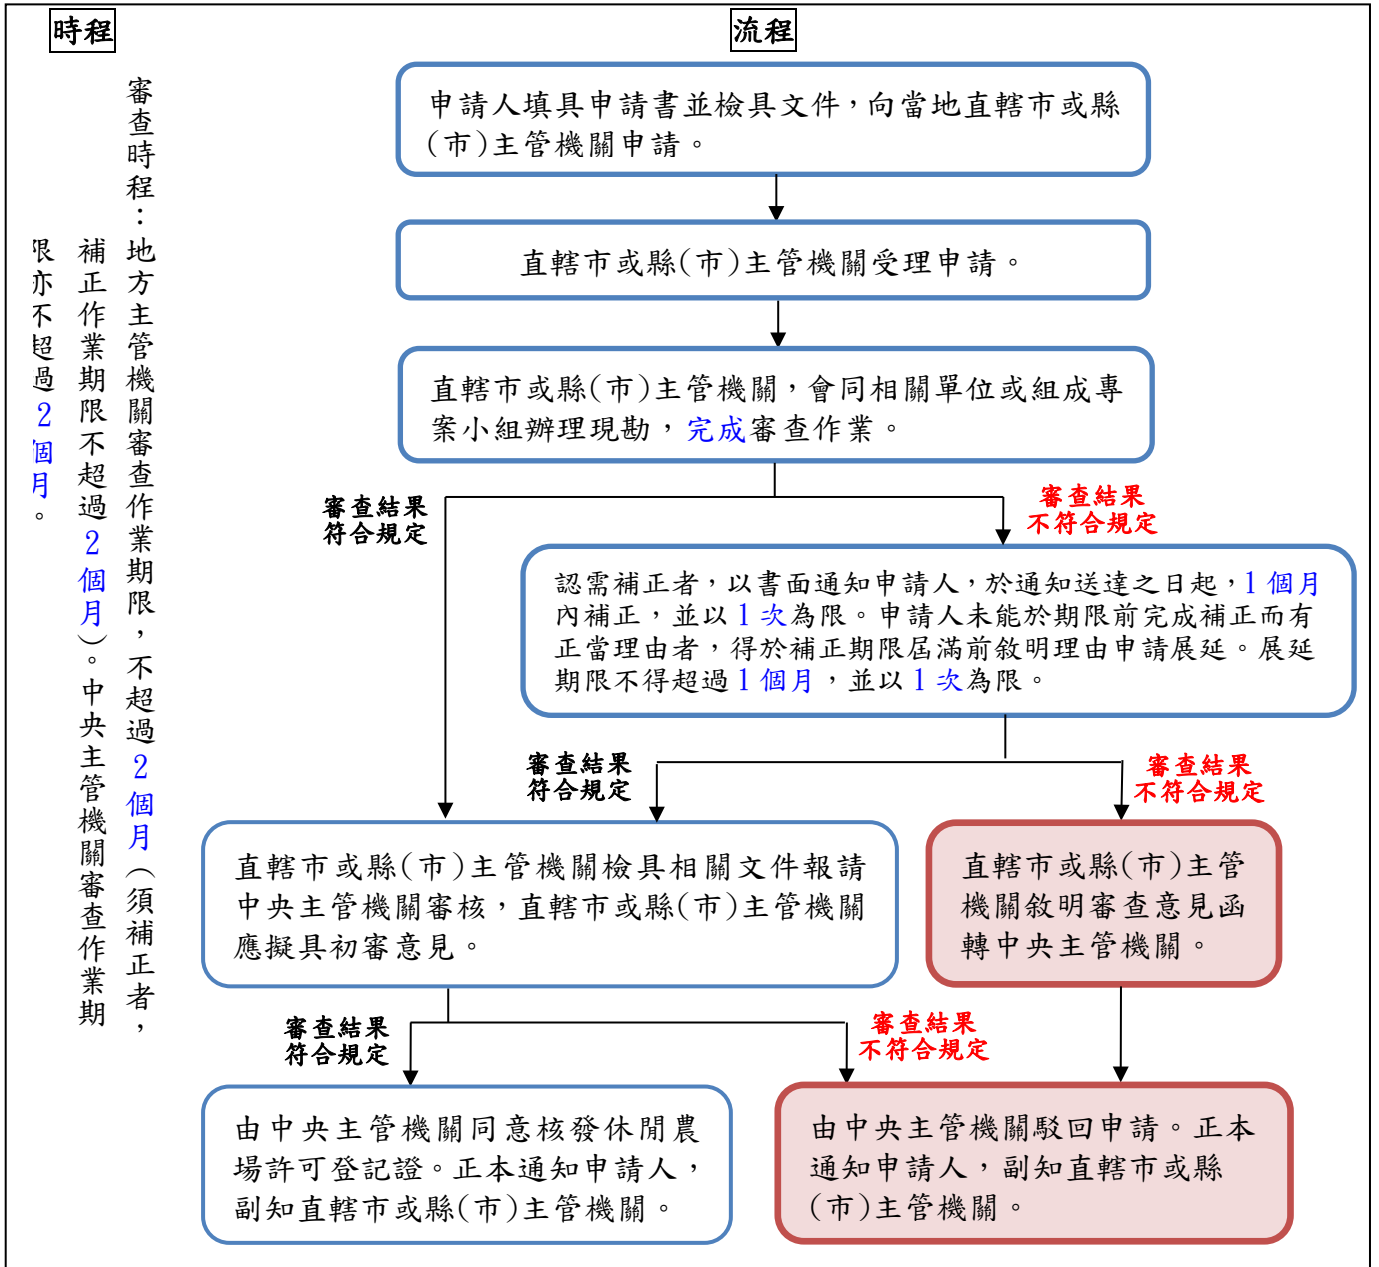 時程
審查時程：地方主管機關審查作業期限，不超過2個月（須補正者，
補正作業期限不超過2個月）。中央主管機關審查作業期
限亦不超過2個月。
流程
申請人填具申請書並檢具文件，向當地直轄市或縣
(市)主管機關申請。
直轄市或縣(市)主管機關受理申請。
直轄市或縣(市)主管機關，會同相關單位或組成專
案小組辦理現勘，完成審查作業。
審查結果
符合規定
審查結果
不符合規定
認需補正者，以書面通知申請人，於通知送達之日起，1個月
內補正，並以1次為限。申請人未能於期限前完成補正而有
正當理由者，得於補正期限屆滿前敘明理由申請展延。展延
期限不得超過1個月，並以1次為限。
審查結果
符合規定
審查結果
不符合規定
直轄市或縣(市)主管機關檢具相關文件報請
中央主管機關審核，直轄市或縣(市)主管機關
應擬具初審意見。
直轄市或縣(市)主管
機關敘明審查意見函
轉中央主管機關。
審查結果
符合規定
審查結果
不符合規定
由中央主管機關同意核發休閒農
場許可登記證。正本通知申請人，
副知直轄市或縣(市)主管機關。
由中央主管機關駁回申請。正本
通知申請人，副知直轄市或縣
(市)主管機關。